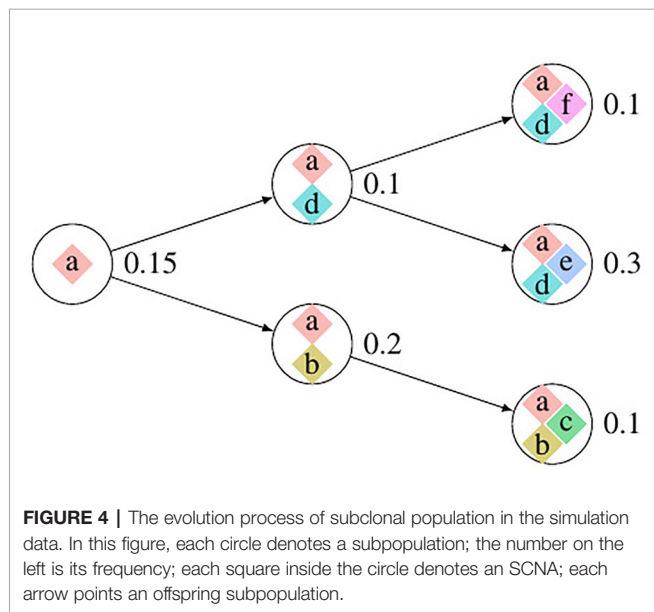 a
f
d
0.1
a
d
0.1
a
0.15
a
e
d
0.3
a
b
0.2
a
c
b
0.1
FIGURE 4 | The evolution process of subclonal population in the simulation
data. In this figure, each circle denotes a subpopulation; the number on the
left is its frequency; each square inside the circle denotes an SCNA; each
arrow points an offspring subpopulation.